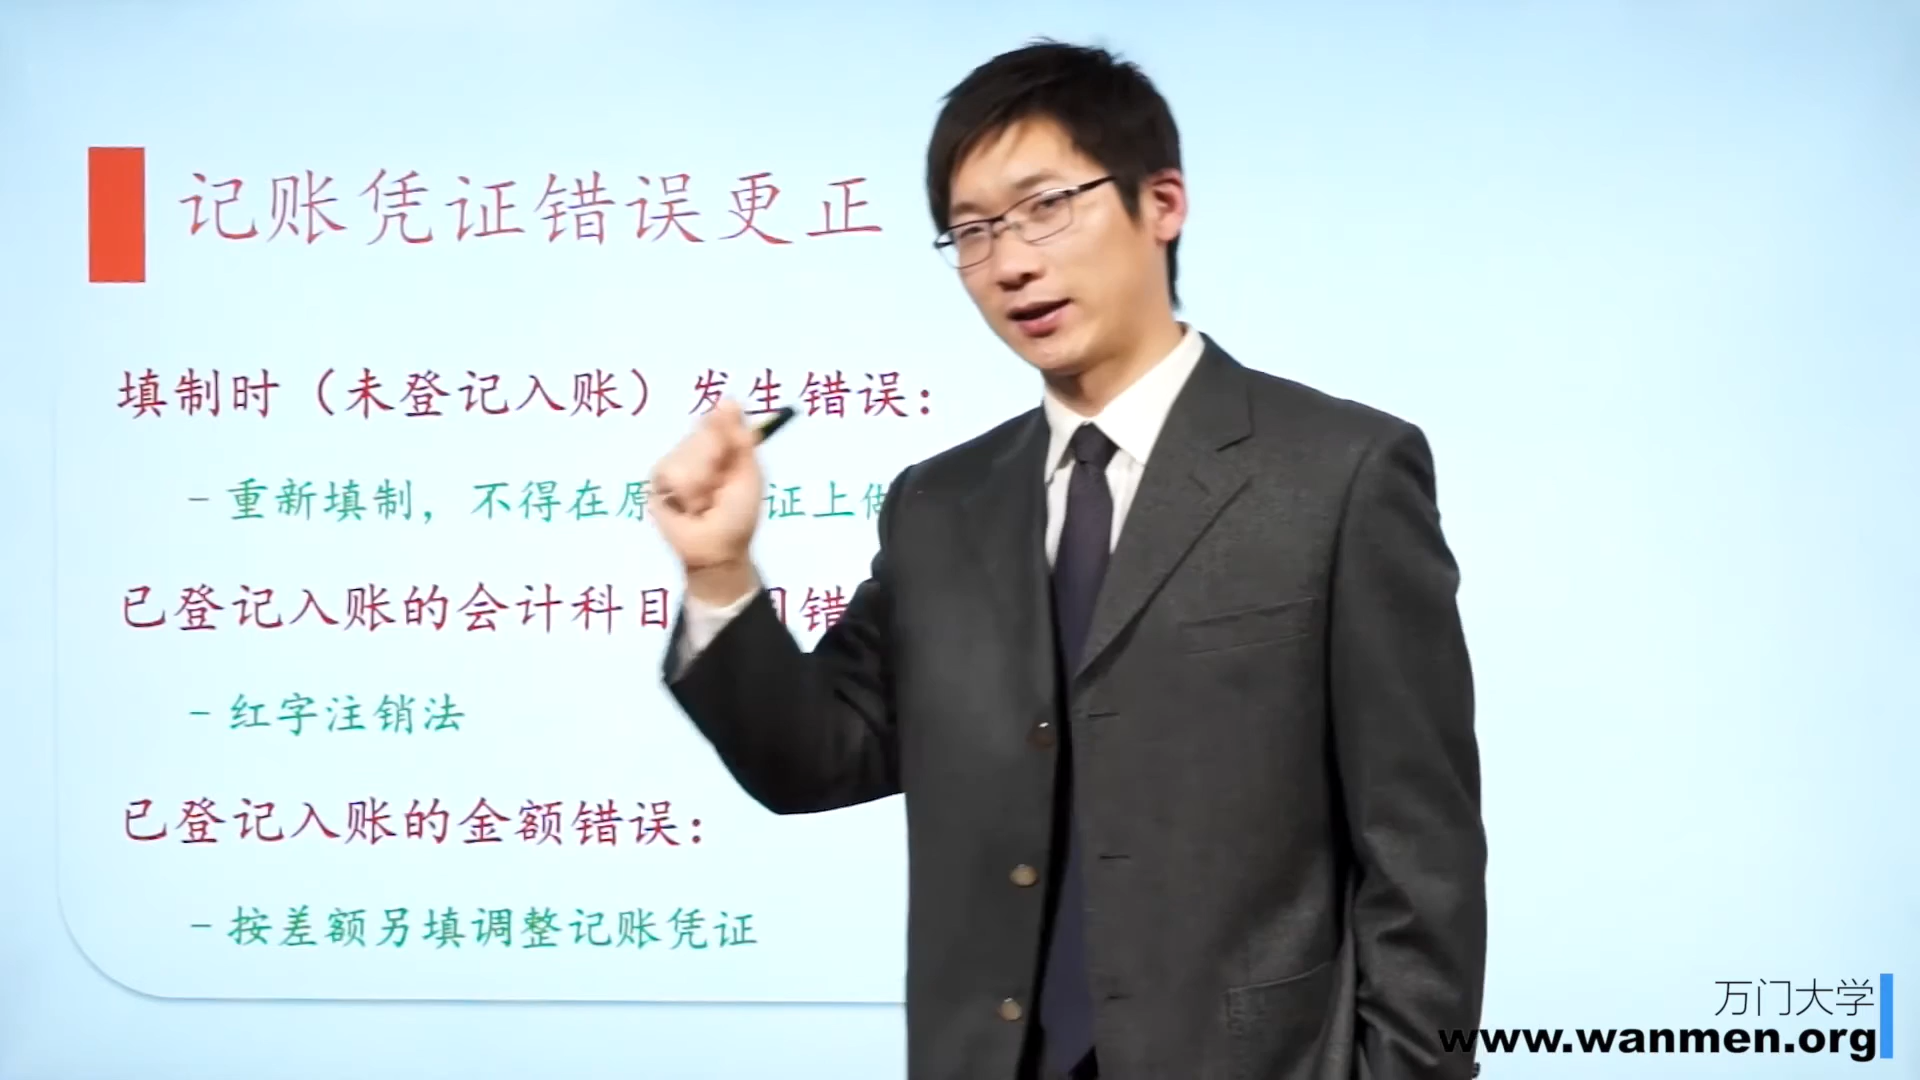 记账凭证错误更正
填制时（未登记入账）发生错误：
－重新填制，不得在原 证上
已登记入账的会计科目 错
－红字注销法
已登记入账的金额错误：
－按差额另填调整记账凭证
万门大学
www.wanmen.org